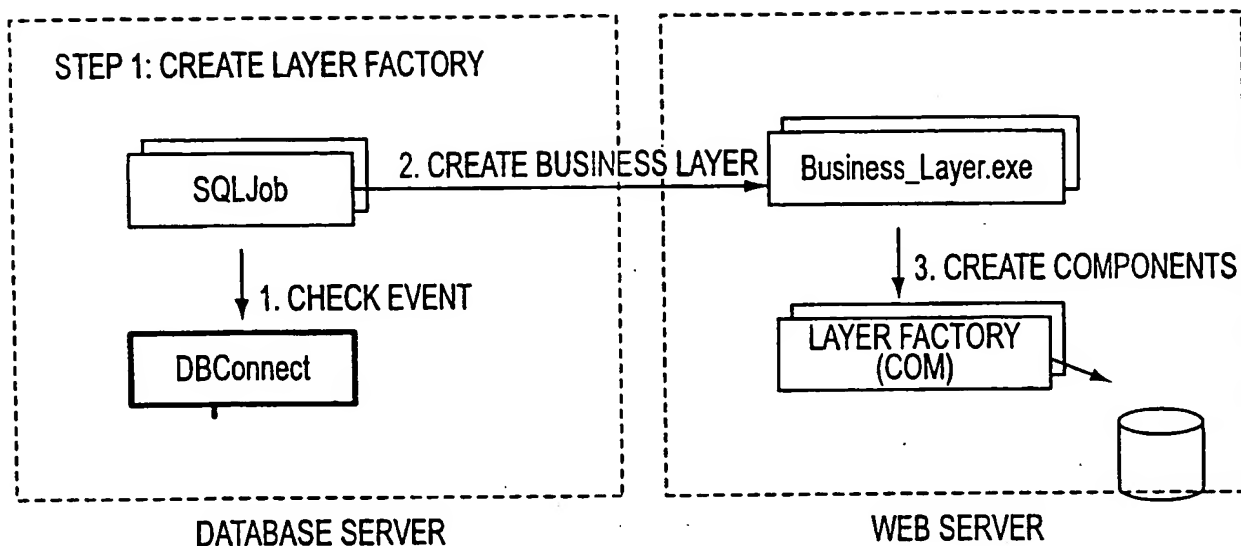 STEP 1: CREATE LAYER FACTORY
SQLJob
2. CREATE BUSINESS LAYER
Business_Layer.exe
1. CHECK EVENT
3. CREATE COMPONENTS
DBConnect
LAYER FACTORY
(COM)
DATABASE SERVER
WEB SERVER